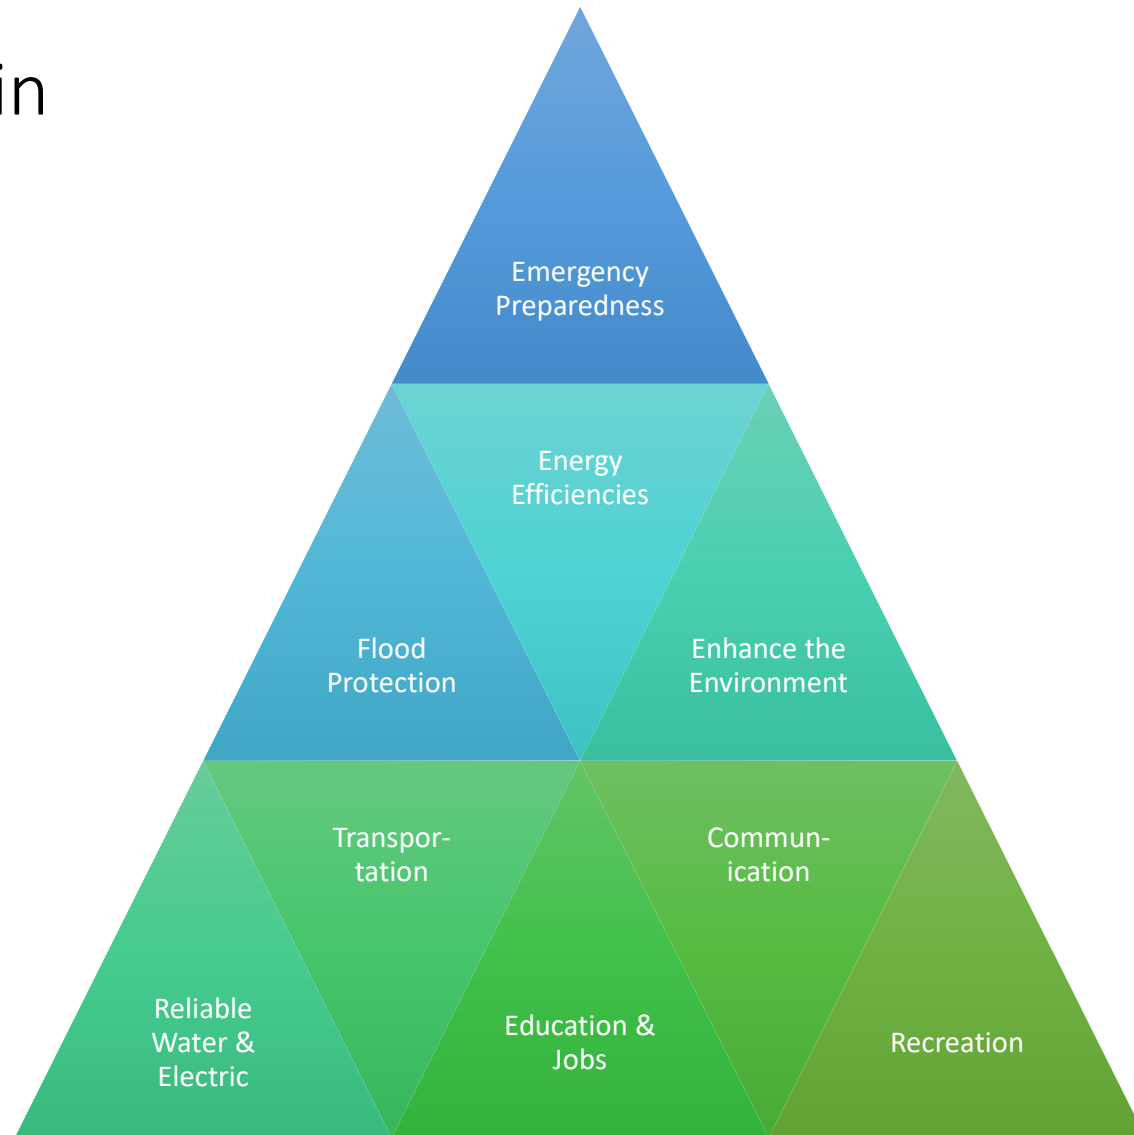 in
Emergency
Preparedness
Energy
Efficiencies
Flood
Protection
Enhance the
Environment
Transpor-
tation
Commun-
ication
Reliable
Water &
Electric
Education &
Jobs
Recreation